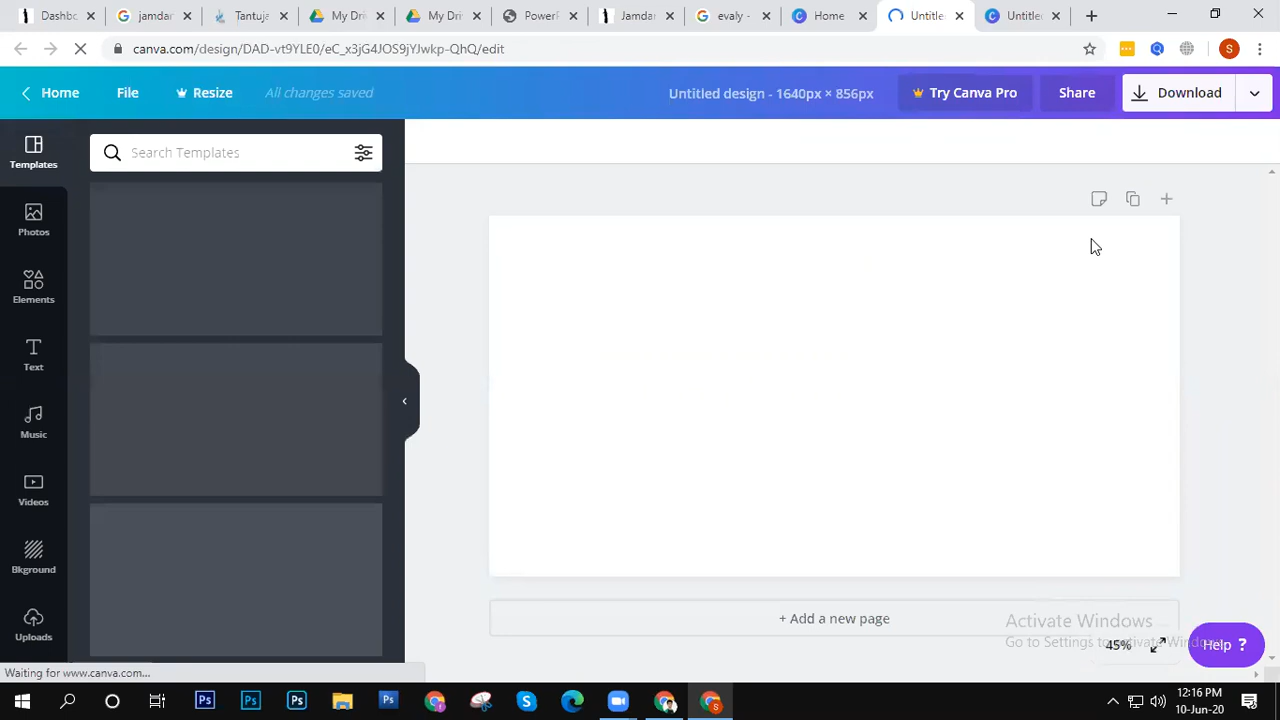 Dashbo
jamdar
Tantuja
My Driv
My Driv
PowerP
Jamdar
evaly -
Home
Untitle
Untitled
canva.com/design/DAD-vt9YLE0/eC_x3jG4JOS9jYJwkp-QhQ/edit
S
Home
File
Resize
All changes saved
Untitled design - 1640px × 856px
Try Canva Pro
Share
Download
Templates
Search Templates
Photos
Elements
Text
Music
Videos
Bkground
Uploads
+ Add a new page
Activate Windows
Go to Settings to activate Windows.
45%
Help ?
Waiting for www.canva.com...
12:16 PM
10-Jun-20